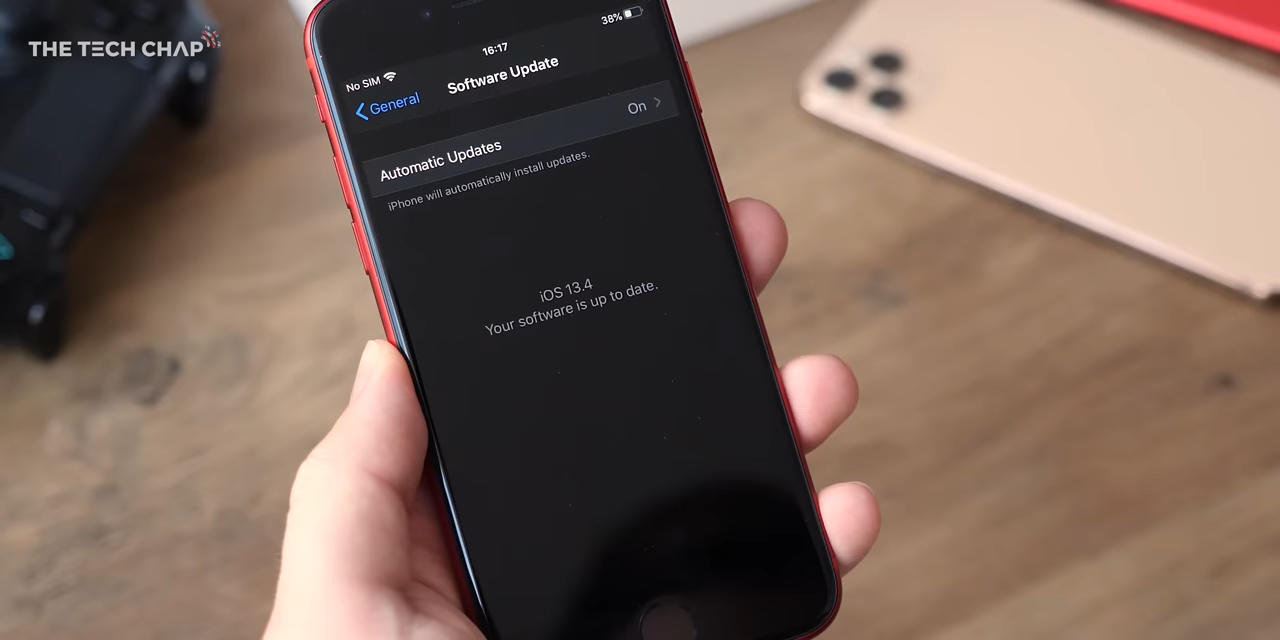 THE TECH CHAP
38%
16:17
No SIM
Software Update
General
On
Automatic Updates
iPhone will automatically install updates.
iOS 13.4
Your software is up to date.